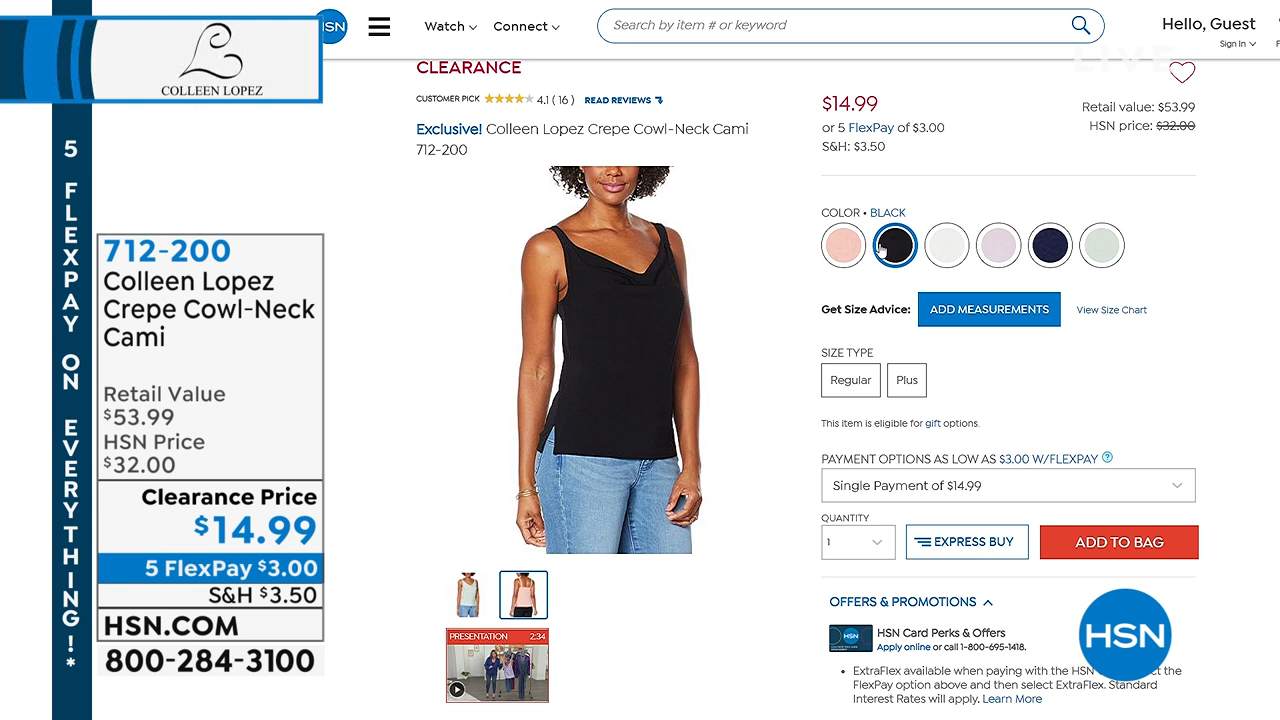 COLLEEN LOPEZ
5 FLEXPAY ON EVERYTHING!*
712-200
Colleen Lopez
Crepe Cowl-Neck
Cami
Retail Value
$53.99
HSN Price
$32.00
Clearance Price
$14.99
5 FlexPay $3.00
S&H $3.50
HSN.COM
800-284-3100
HSN
Watch
Connect
Search by item # or keyword
Hello, Guest
Sign In
LIVE
CLEARANCE
CUSTOMER PICK 4.1 ( 16 ) READ REVIEWS
Exclusive! Colleen Lopez Crepe Cowl-Neck Cami
712-200
PRESENTATION 2:34
$14.99
or 5 FlexPay of $3.00
S&H: $3.50
Retail value: $53.99
HSN price: $32.00
COLOR • BLACK
Get Size Advice: ADD MEASUREMENTS View Size Chart
SIZE TYPE
Regular Plus
This item is eligible for gift options.
PAYMENT OPTIONS AS LOW AS $3.00 W/FLEXPAY ?
Single Payment of $14.99
QUANTITY
1 EXPRESS BUY ADD TO BAG
OFFERS & PROMOTIONS
HSN HSN Card Perks & Offers
Apply online or call 1-800-695-1418.
• ExtraFlex available when paying with the HSN the
FlexPay option above and then select ExtraFlex. Standard
Interest Rates will apply. Learn More
HSN